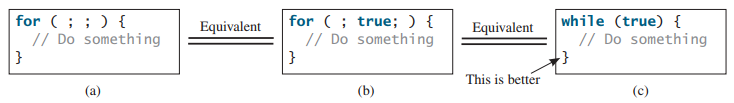 for ( ; ; ) {
  // Do something
}
(a)
Equivalent
for ( ; true; ) {
  // Do something
}
(b)
Equivalent
This is better
while (true) {
  // Do something
}
(c)